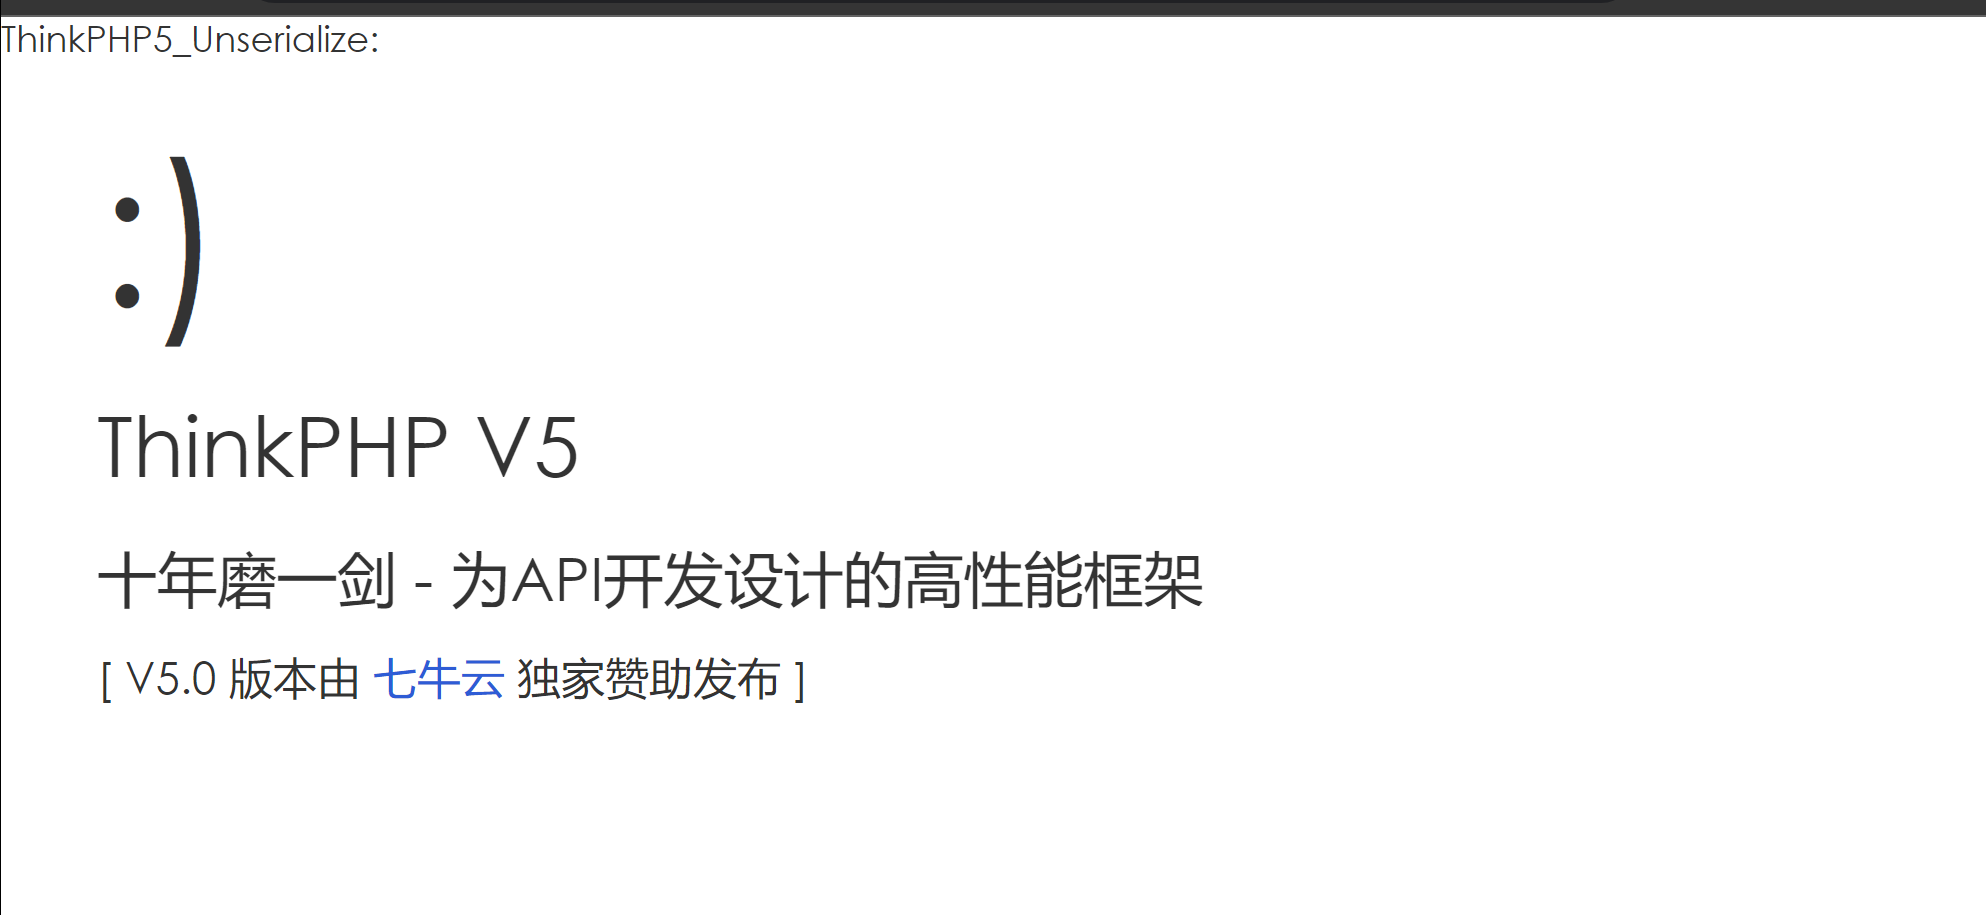 ThinkPHP5_Unserialize:
:)
ThinkPHP V5
十年磨一剑 - 为API开发设计的高性能框架
[ V5.0 版本由 七牛云 独家赞助发布 ]